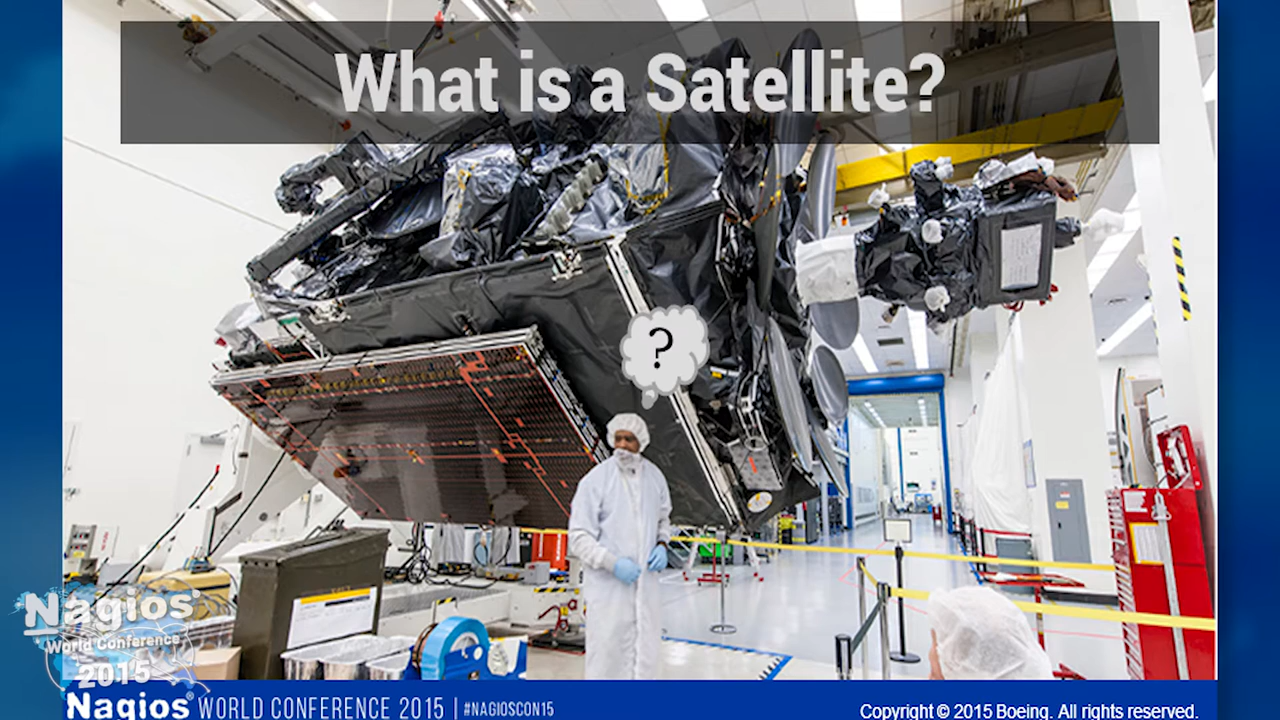 What is a Satellite?
?
Nagios®
World Conference
2015
Nagios® WORLD CONFERENCE 2015 | #NAGIOSCON15
Copyright © 2015 Boeing. All rights reserved.